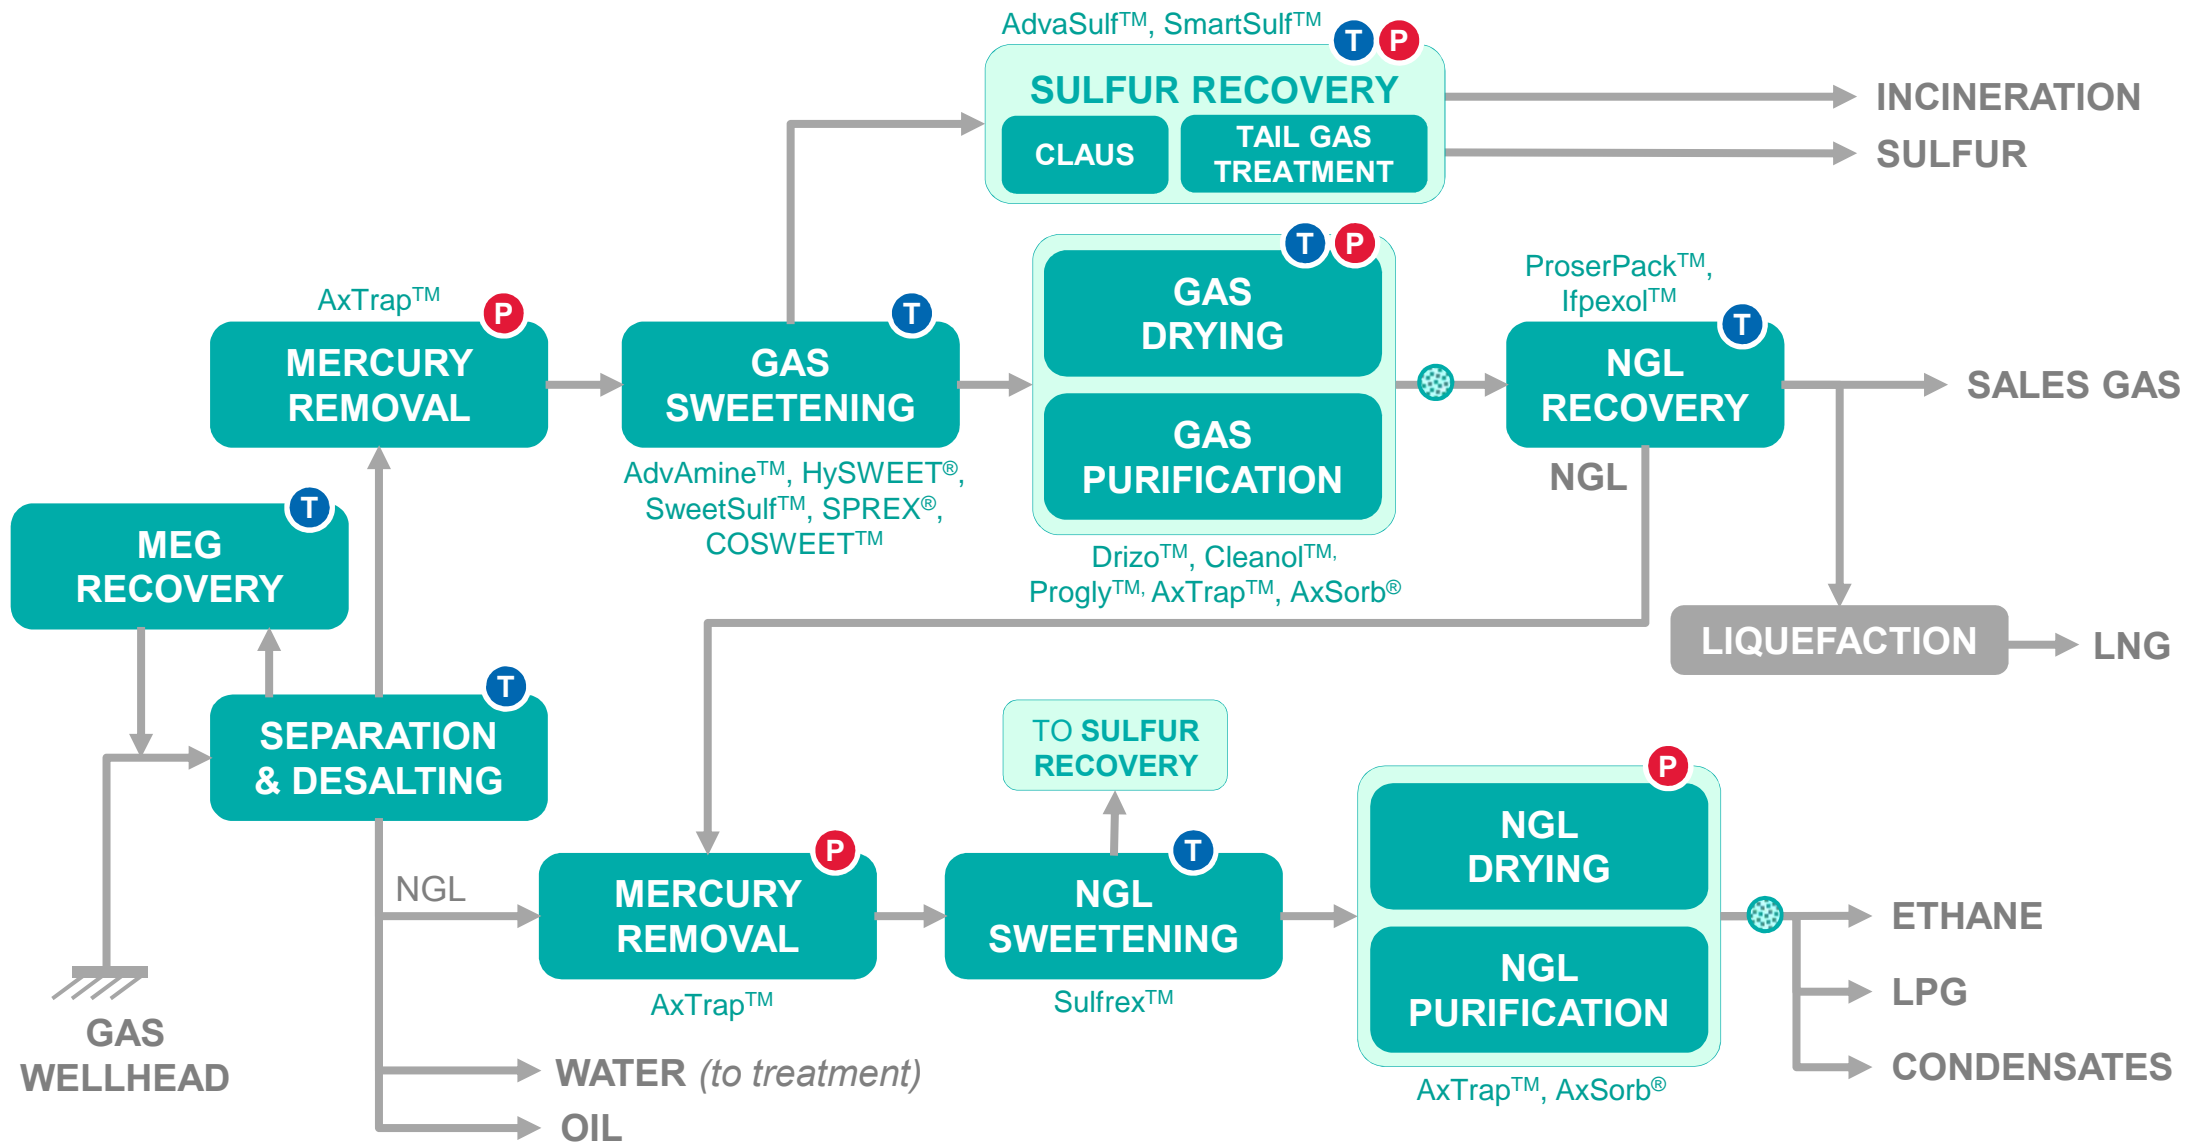 AdvaSulf™, SmartSulf™
T P
SULFUR RECOVERY
CLAUS
TAIL GAS
TREATMENT
INCINERATION
SULFUR
AxTrap™
P
MERCURY
REMOVAL
T
GAS
SWEETENING
AdvAmine™, HySWEET®,
SweetSulf™, SPREX®,
COSWEET™
T P
GAS
DRYING
GAS
PURIFICATION
Drizo™, Cleanol™,
Progly™, AxTrap™, AxSorb®
ProserPack™,
Ifpexol™
T
NGL
RECOVERY
NGL
SALES GAS
LIQUEFACTION
LNG
T
MEG
RECOVERY
T
SEPARATION
& DESALTING
GAS
WELLHEAD
NGL
P
MERCURY
REMOVAL
AxTrap™
TO SULFUR
RECOVERY
T
NGL
SWEETENING
Sulfrex™
P
NGL
DRYING
NGL
PURIFICATION
AxTrap™, AxSorb®
ETHANE
LPG
CONDENSATES
WATER (to treatment)
OIL